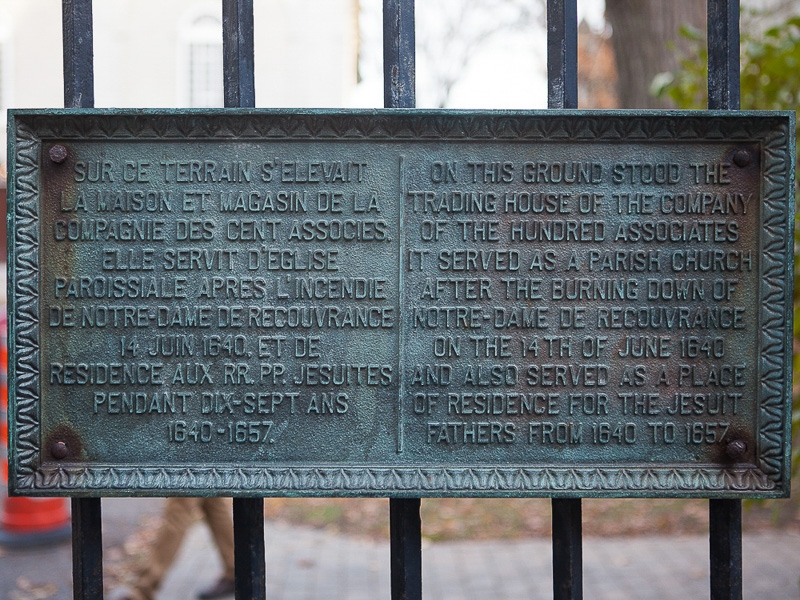 SUR CE TERRAIN S'ELEVAIT
LA MAISON ET MAGASIN DE LA
COMPAGNIE DES CENT ASSOCIES.
ELLE SERVIT D'EGLISE
PAROISSIALE APRES L'INCENDIE
DE NOTRE-DAME DE RECOUVRANCE
14 JUIN 1640, ET DE
RESIDENCE AUX RR. PP. JESUITES
PENDANT DIX-SEPT ANS
1640-1657.
ON THIS GROUND STOOD THE
TRADING HOUSE OF THE COMPANY
OF THE HUNDRED ASSOCIATES
IT SERVED AS A PARISH CHURCH
AFTER THE BURNING DOWN OF
NOTRE-DAME DE RECOUVRANCE
ON THE 14TH OF JUNE 1640
AND ALSO SERVED AS A PLACE
OF RESIDENCE FOR THE JESUIT
FATHERS FROM 1640 TO 1657.